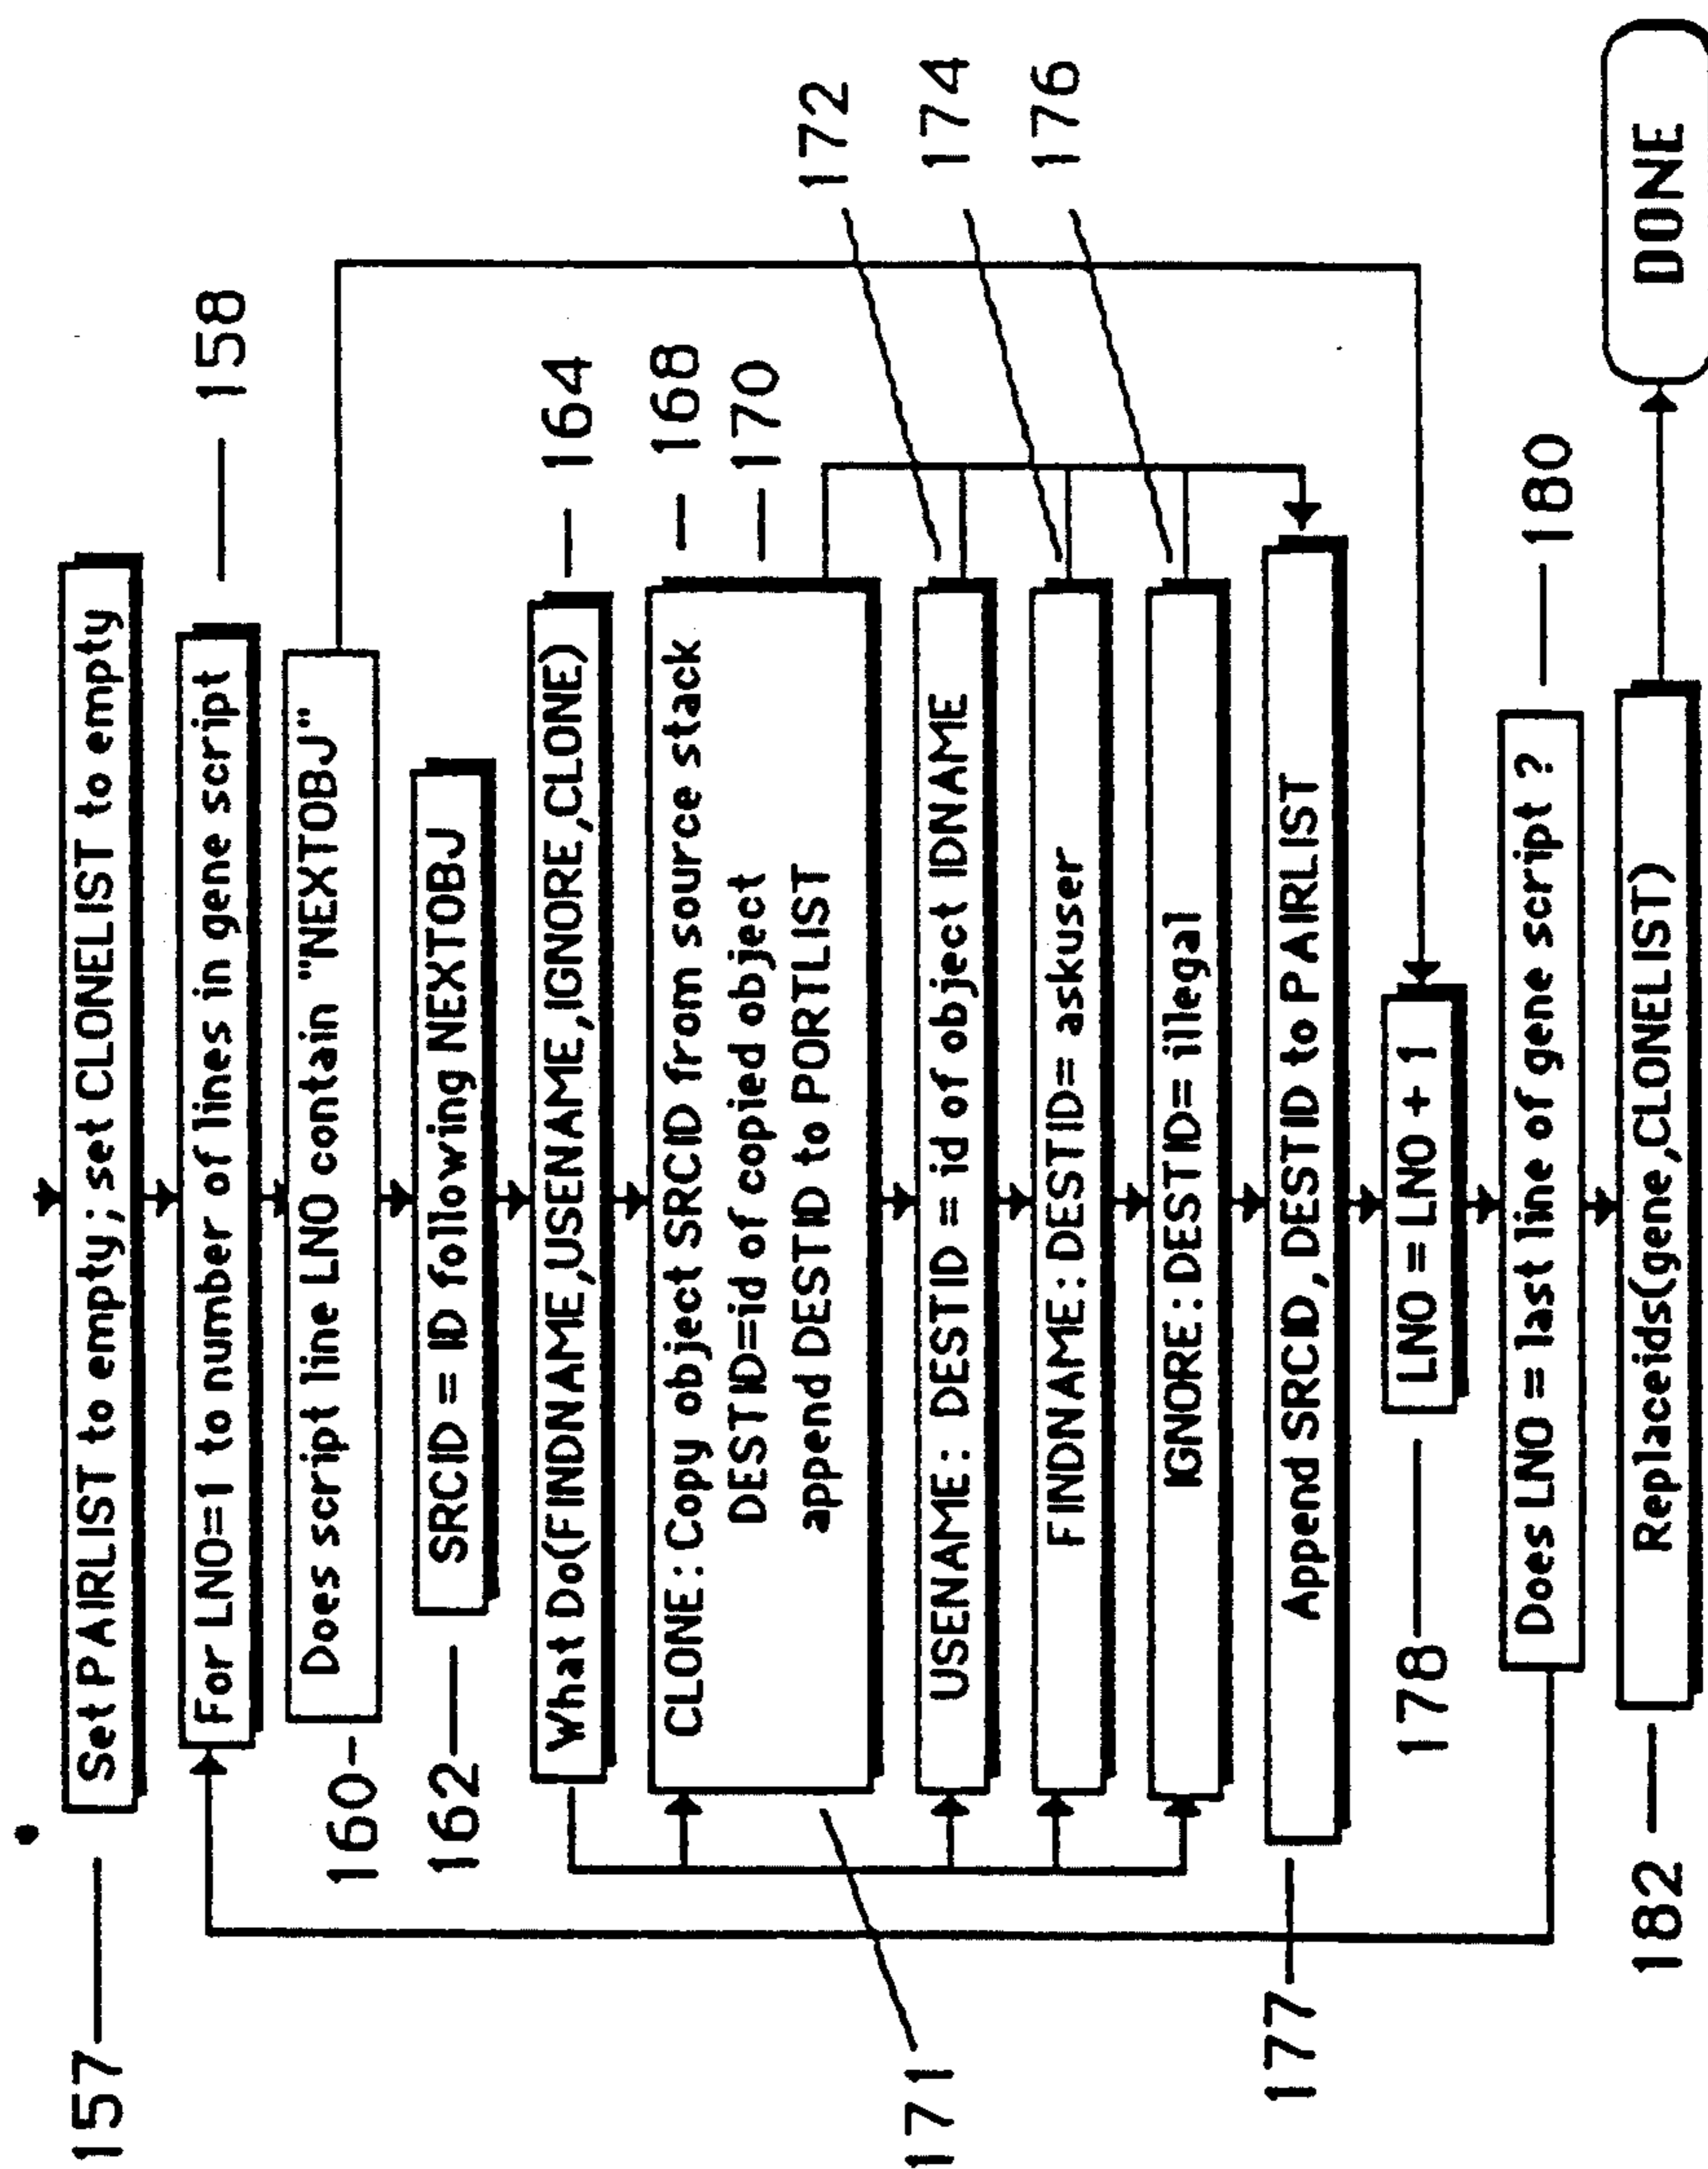 157
Set PAIRLIST to empty; set CLONELIST to empty
For LNO=1 to number of lines in gene script
158
160
Does script line LNO contain "NEXTOBJ"
162
SRCID = ID following NEXTOBJ
What Do(FINDNAME,USENAME,IGNORE,CLONE)
164
CLONE: Copy object SRCID from source stack
168
DESTID=id of copied object
170
append DESTID to PORTLIST
171
172
USENAME: DESTID = id of object IDNAME
174
FINDNAME: DESTID= askuser
176
IGNORE: DESTID= illegal
177
Append SRCID, DESTID to PAIRLIST
178
LNO = LNO + 1
Does LNO = last line of gene script ?
180
182
Replaceids(gene,CLONELIST)
DONE